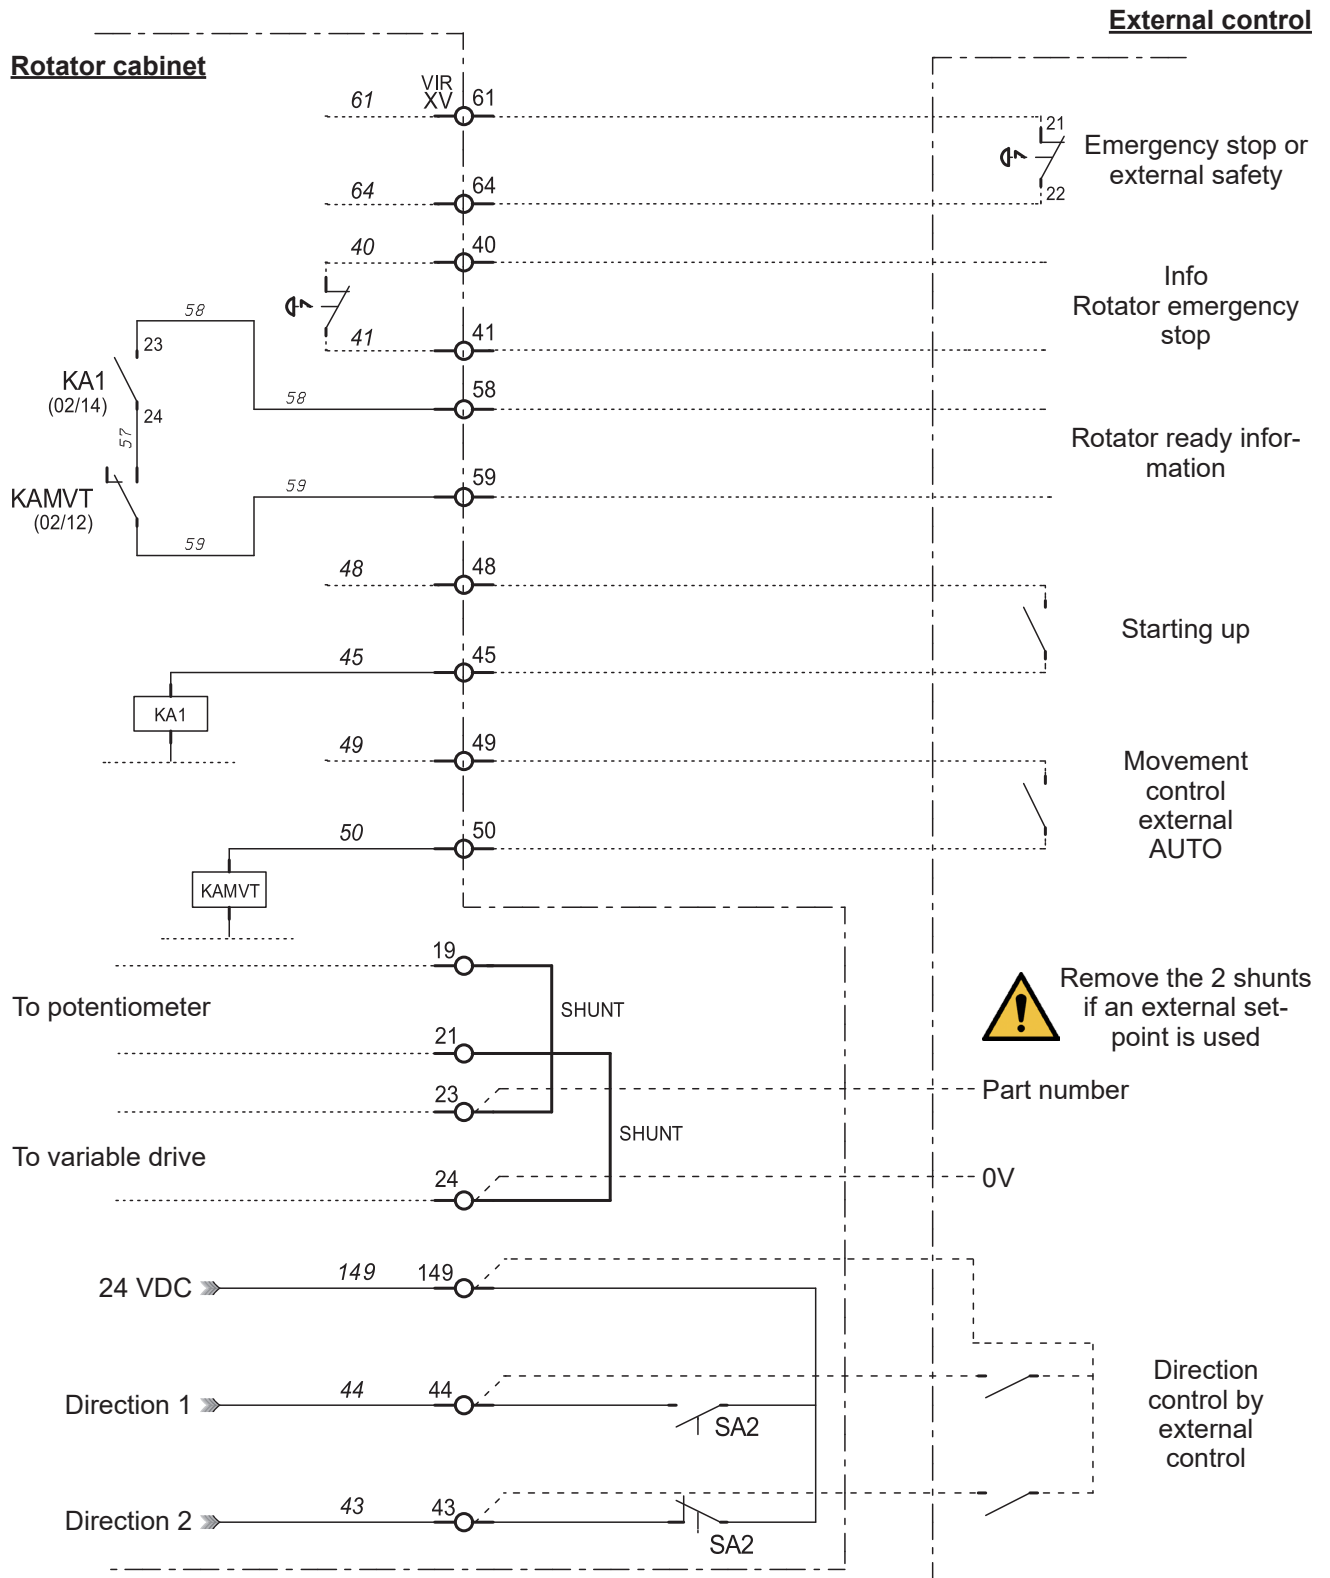 External control
Rotator cabinet
VIR
XV
61
61
21
Emergency stop or
external safety
22
64
64
40
40
Info
Rotator emergency
stop
41
41
58
23
KA1
(02/14)
24
57
58
58
Rotator ready infor-
mation
KAMVT
(02/12)
59
59
59
48
48
Starting up
45
45
KA1
49
49
Movement
control
external
AUTO
50
50
KAMVT
19
To potentiometer
SHUNT
Remove the 2 shunts
if an external set-
point is used
21
23
Part number
SHUNT
To variable drive
24
0V
24 VDC
149
149
Direction 1
44
44
SA2
Direction
control by
external
control
Direction 2
43
43
SA2